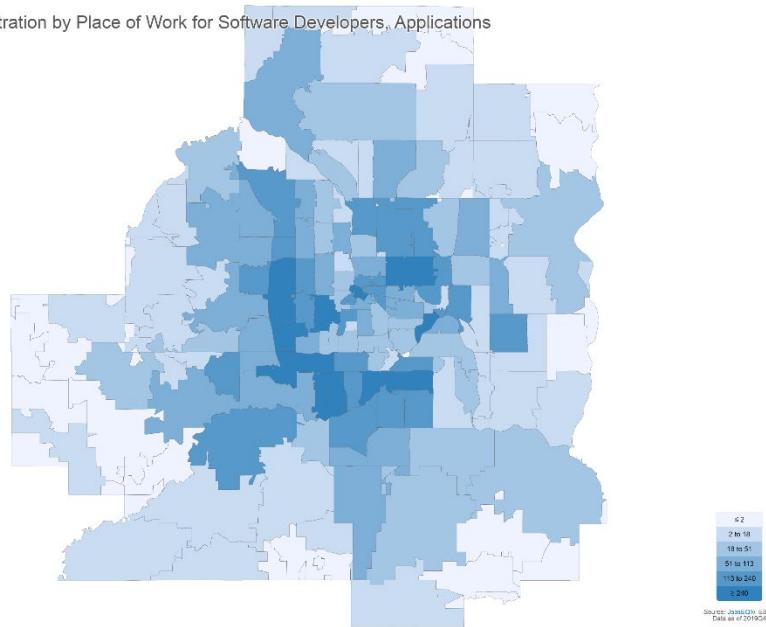 tration by Place of Work for Software Developers, Applications
≤ 2
2 to 18
18 to 51
51 to 113
113 to 240
≥ 240
Source: JobsEQ®
Data as of 2019Q4